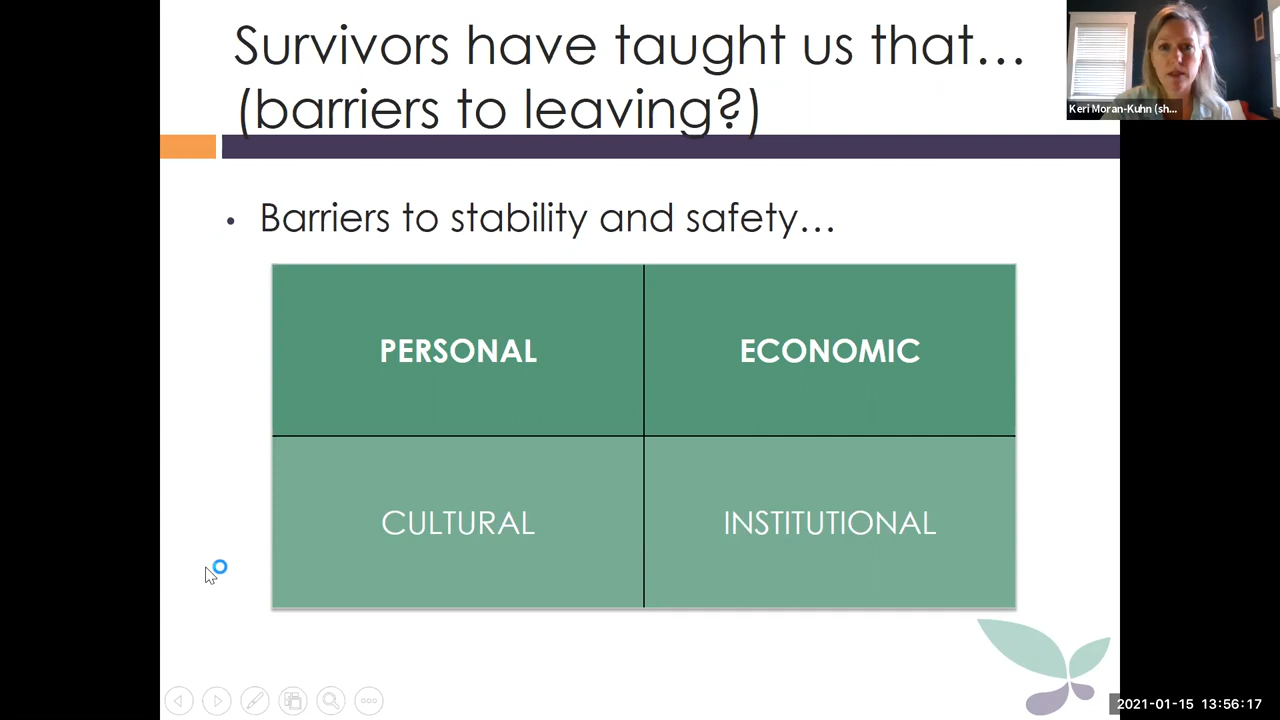 Survivors have taught us that…
(barriers to leaving?)
Keri Moran-Kuhn (sh...
• Barriers to stability and safety…
PERSONAL
ECONOMIC
CULTURAL
INSTITUTIONAL
2021-01-15 13:56:17